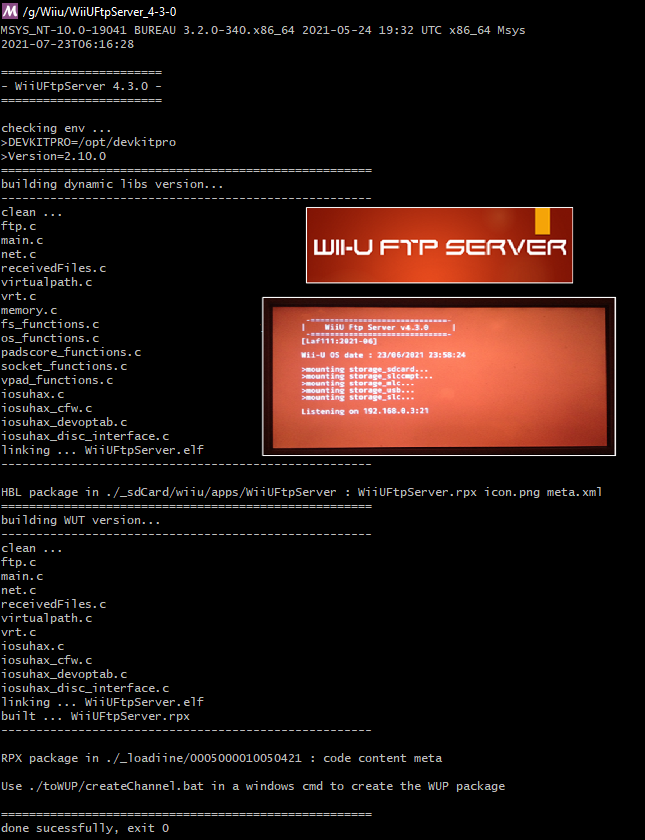 M /g/Wiiu/WiiUFtpServer_4-3-0
MSYS_NT-10.0-19041 BUREAU 3.2.0-340.x86_64 2021-05-24 19:32 UTC x86_64 Msys
2021-07-23T06:16:28
=======================
- WiiUFtpServer 4.3.0 -
=======================
checking env ...
>DEVKITPRO=/opt/devkitpro
>Version=2.10.0
=====================================================
building dynamic libs version...
-----------------------------------------------------
clean ...
ftp.c
main.c
net.c
receivedFiles.c
virtualpath.c
vrt.c
memory.c
fs_functions.c
os_functions.c
padscore_functions.c
socket_functions.c
vpad_functions.c
iosuhax.c
iosuhax_cfw.c
iosuhax_devoptab.c
iosuhax_disc_interface.c
linking ... WiiUFtpServer.elf
-----------------------------------------------------
WII-U FTP SERVER
-=============================-
| WiiU Ftp Server v4.3.0 |
-=============================-
[Laf111:2021-06]
Wii-U OS date : 23/06/2021 23:58:24
>mounting storage_sdcard...
>mounting storage_slccmpt...
>mounting storage_mlc...
>mounting storage_usb...
>mounting storage_slc...
Listening on 192.168.0.3:21
HBL package in ./_sdCard/wiiu/apps/WiiUFtpServer : WiiUFtpServer.rpx icon.png meta.xml
=====================================================
building WUT version...
-----------------------------------------------------
clean ...
ftp.c
main.c
net.c
receivedFiles.c
virtualpath.c
vrt.c
iosuhax.c
iosuhax_cfw.c
iosuhax_devoptab.c
iosuhax_disc_interface.c
linking ... WiiUFtpServer.elf
built ... WiiUFtpServer.rpx
-----------------------------------------------------
RPX package in ./_loadiine/0005000010050421 : code content meta
Use ./toWUP/createChannel.bat in a windows cmd to create the WUP package
=====================================================
done sucessfully, exit 0